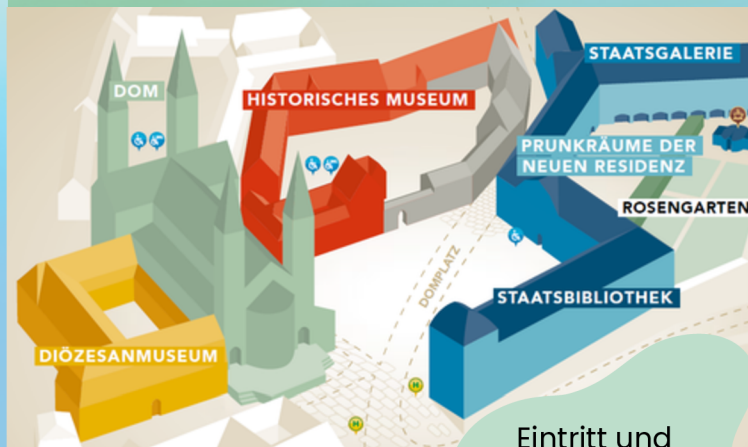 STAATSGALERIE
DOM
HISTORISCHES MUSEUM
PRUNKRÄUME DER
NEUEN RESIDENZ
ROSENGARTEN
DOMPLATZ
STAATSBIBLIOTHEK
DIÖZESANMUSEUM
H
H
Eintritt und